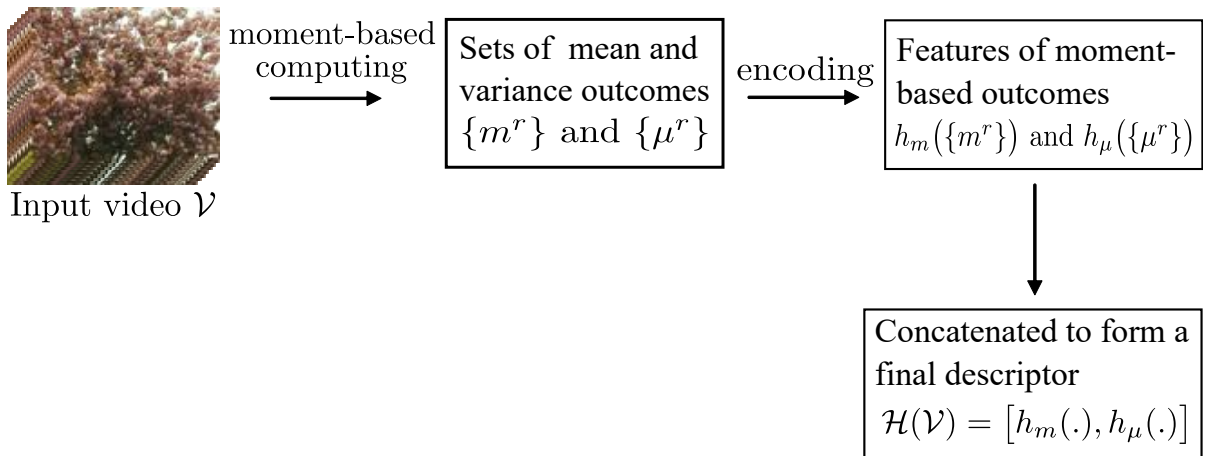 Input video 𝒱
moment-based
computing
Sets of mean and
variance outcomes
{m^r} and {μ^r}
encoding
Features of moment-
based outcomes
h_m({m^r}) and h_μ({μ^r})
Concatenated to form a
final descriptor
ℋ(𝒱) = [h_m(.), h_μ(.)]